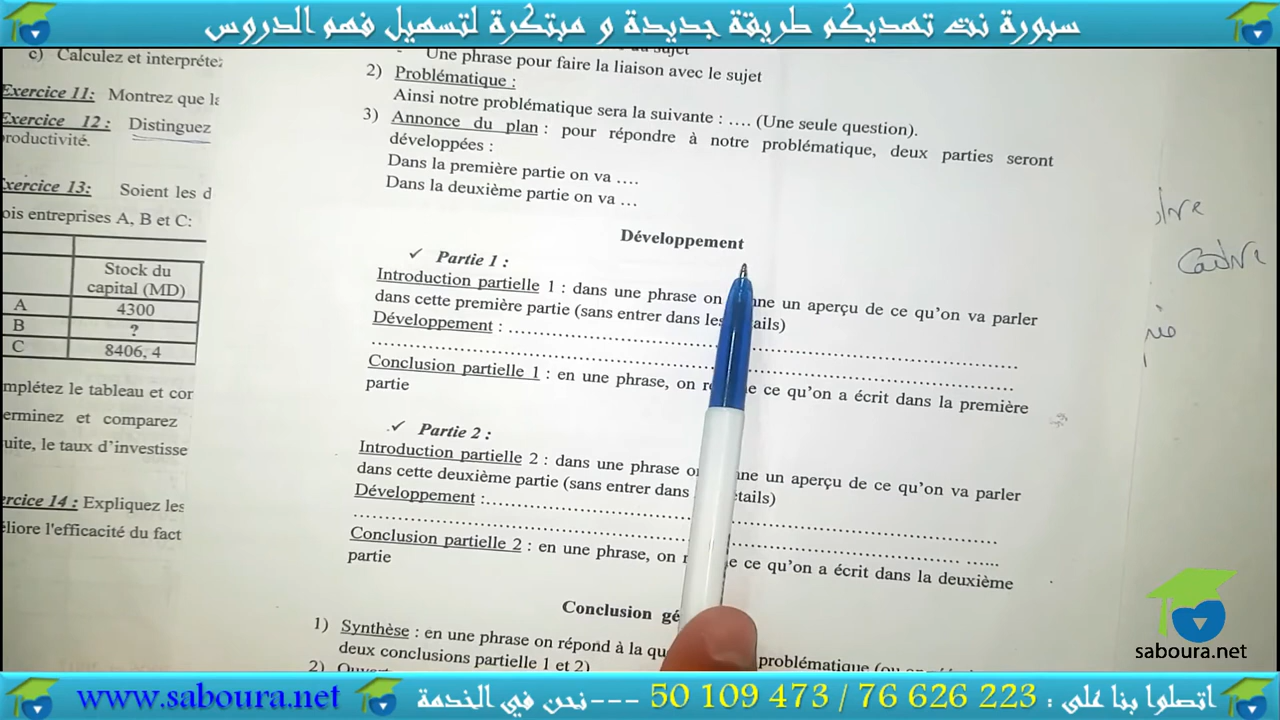 سبورة نت تهديكم طريقة جديدة و مبتكرة لتسهيل فهم الدروس
c) Calculez et interpréte
Exercice 11: Montrez que la
Exercice 12 : Distinguez
productivité.
Exercice 13: Soient les d
ois entreprises A, B et C:
Stock du
capital (MD)
A 4300
B ?
C 8406, 4
mplétez le tableau et cor
erminez et comparez
uite, le taux d'investisse
ercice 14 : Expliquez les
éliore l'efficacité du fact
sujet
- Une phrase pour faire la liaison avec le sujet
2) Problématique :
Ainsi notre problématique sera la suivante : …. (Une seule question).
3) Annonce du plan : pour répondre à notre problématique, deux parties seront
développées :
Dans la première partie on va ….
Dans la deuxième partie on va …
Développement
✓ Partie 1 :
Introduction partielle 1 : dans une phrase on nne un aperçu de ce qu'on va parler
dans cette première partie (sans entrer dans les ails)
Développement : ……………
Conclusion partielle 1 : en une phrase, on r e ce qu'on a écrit dans la première
partie
✓ Partie 2 :
Introduction partielle 2 : dans une phrase on nne un aperçu de ce qu'on va parler
dans cette deuxième partie (sans entrer dans étails)
Développement :……………
Conclusion partielle 2 : en une phrase, on r e ce qu'on a écrit dans la deuxième
partie
Conclusion gé
1) Synthèse : en une phrase on répond à la qu problématique (ou
deux conclusions partielle 1 et 2)
2)
saboura.net
www.saboura.net اتصلوا بنا على : 50 109 473 / 76 626 223 ---نحن في الخدمة